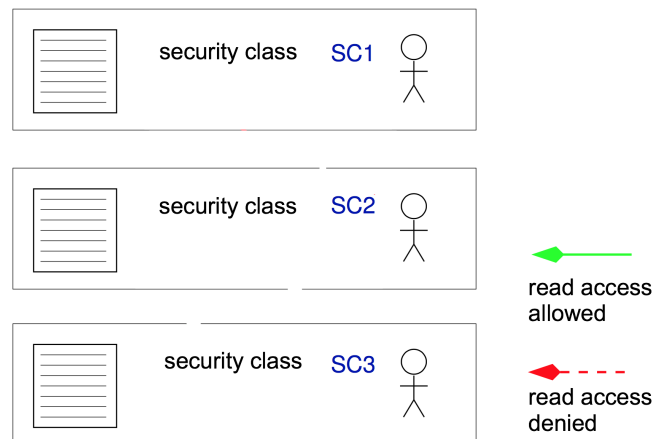 security class SC1
security class SC2
security class SC3
read access
allowed
read access
denied